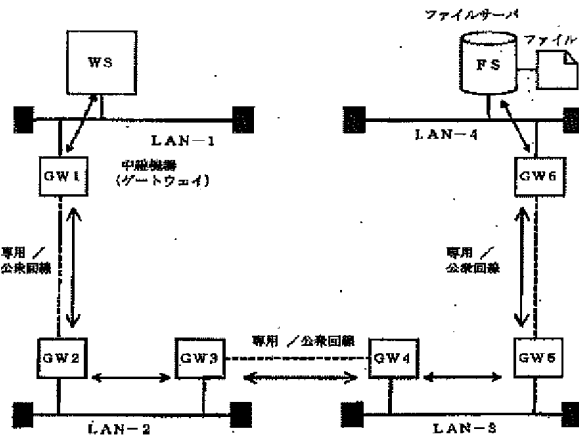 ファイルサーバ
ファイル
WS
FS
LAN-1
LAN-4
GW1
中継機器
(ゲートウェイ)
GW6
専用/
公衆回線
専用/
公衆回線
専用/公衆回線
GW2
GW3
GW4
GW5
LAN-2
LAN-3